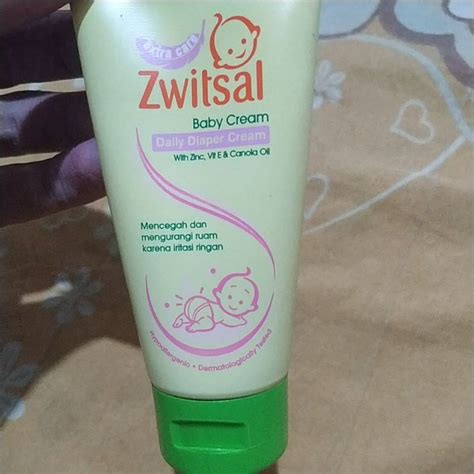 extra care
Zwitsal
Baby Cream
Daily Diaper Cream
With Zinc, Vit E & Canola Oil
Mencegah dan
mengurangi ruam
karena iritasi ringan
Hypoallergenic • Dermatologically Tested